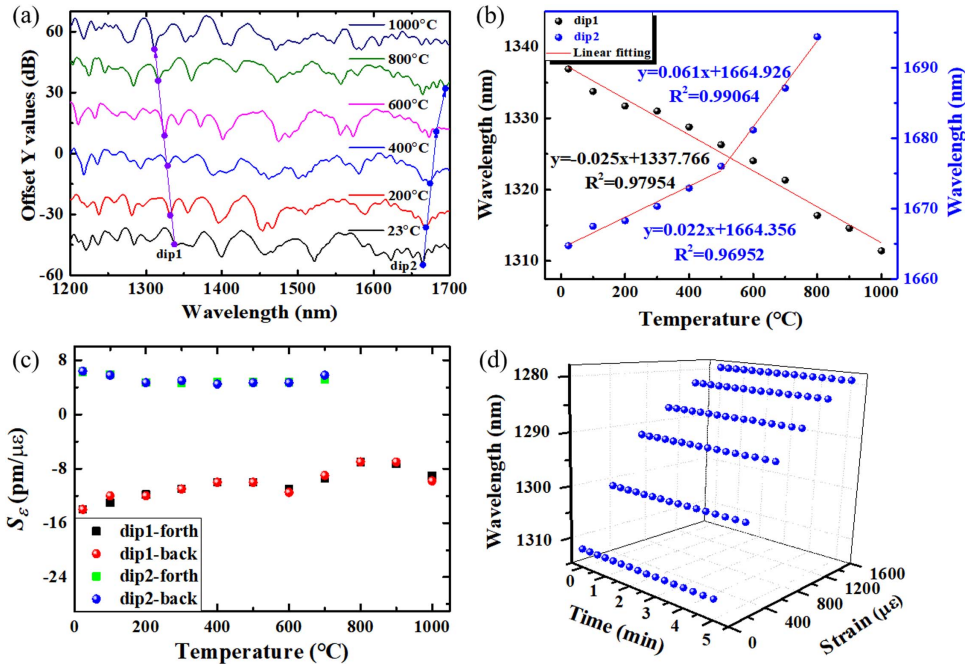 (a)
60
30
0
-30
-60
Offset Y values (dB)
1000°C
800°C
600°C
400°C
200°C
23°C
dip1
dip2
1200 1300 1400 1500 1600 1700
Wavelength (nm)
(b)
dip1
dip2
Linear fitting
1340
1330
1320
1310
Wavelength (nm)
y=0.061x+1664.926
R²=0.99064
y=-0.025x+1337.766
R²=0.97954
y=0.022x+1664.356
R²=0.96952
1690
1680
1670
1660
Wavelength (nm)
0 200 400 600 800 1000
Temperature (°C)
(c)
8
0
-8
-16
-24
Sε (pm/με)
dip1-forth
dip1-back
dip2-forth
dip2-back
0 200 400 600 800 1000
Temperature (°C)
(d)
1280
1290
1300
1310
Wavelength (nm)
0 1 2 3 4 5
Time (min)
0 400 800 1200 1600
Strain (με)